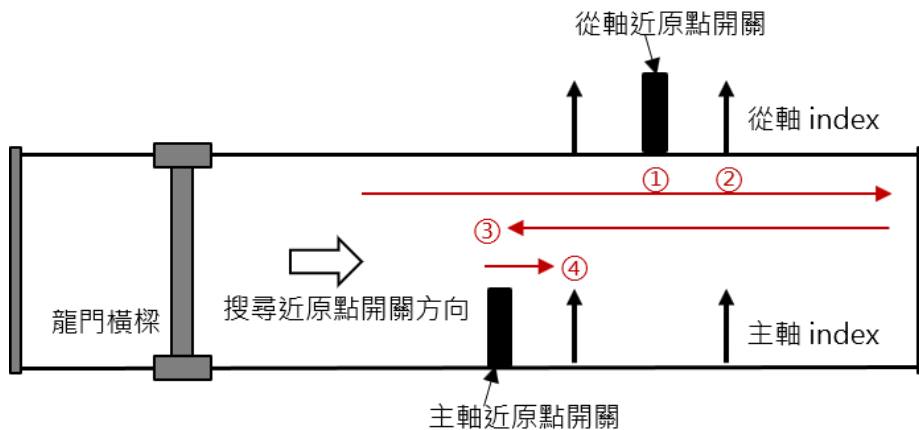 從軸近原點開關
從軸 index
① ②
③
④
龍門橫樑
搜尋近原點開關方向
主軸 index
主軸近原點開關